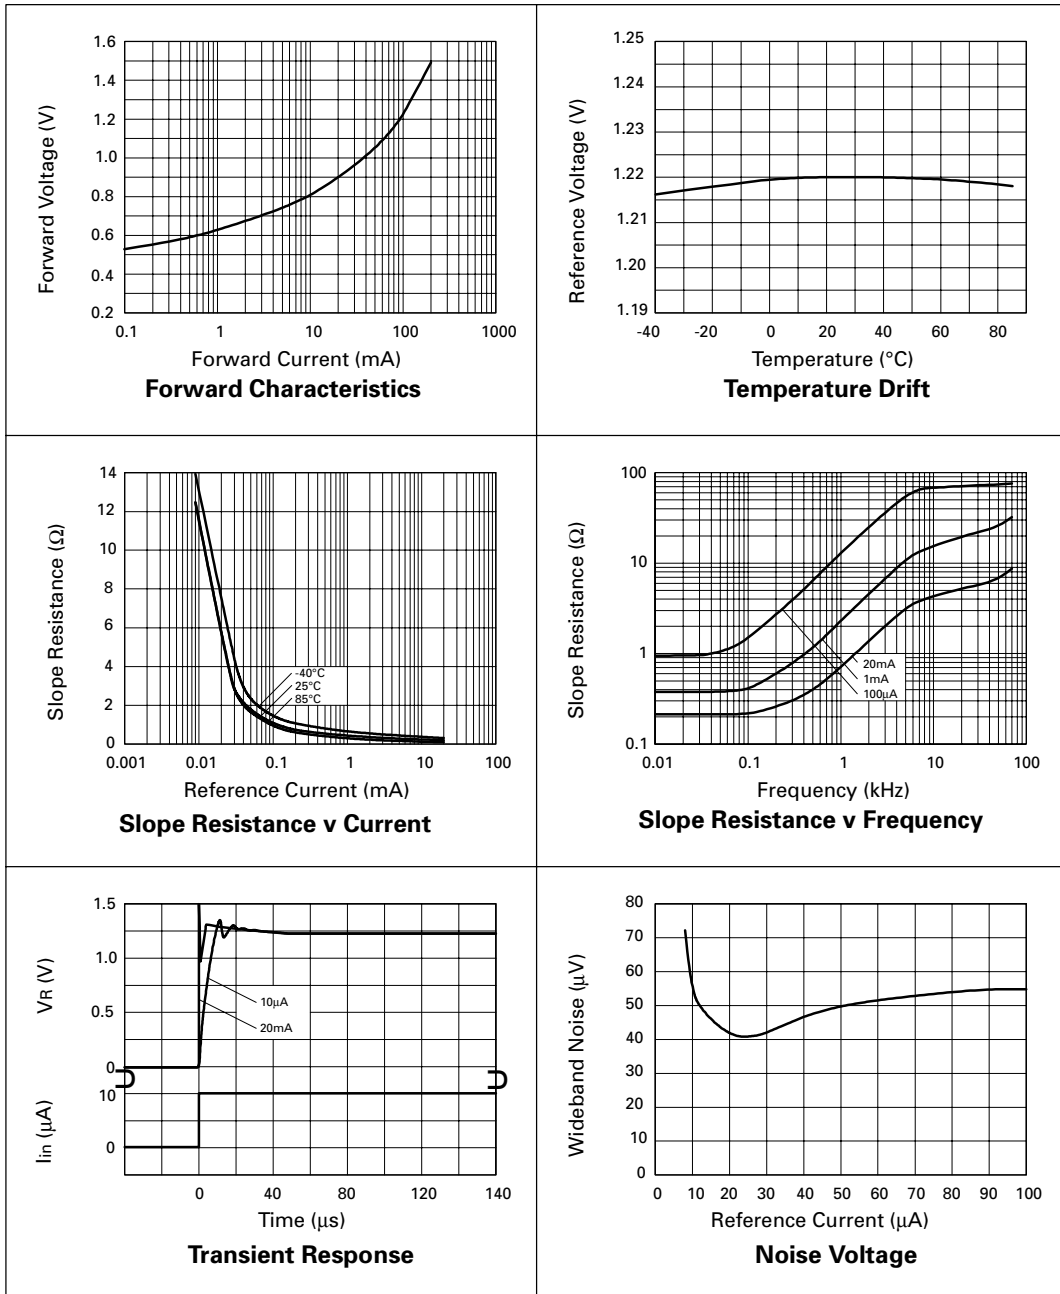 1.6
1.4
1.2
1.0
0.8
0.6
0.4
0.2
Forward Voltage (V)
0.1 1 10 100 1000
Forward Current (mA)
Forward Characteristics
1.25
1.24
1.23
1.22
1.21
1.20
1.19
Reference Voltage (V)
-40 -20 0 20 40 60 80
Temperature (°C)
Temperature Drift
14
12
10
8
6
4
2
0
Slope Resistance (Ω)
-40°C
25°C
85°C
0.001 0.01 0.1 1 10 100
Reference Current (mA)
Slope Resistance v Current
100
10
1
0.1
Slope Resistance (Ω)
20mA
1mA
100µA
0.01 0.1 1 10 100
Frequency (kHz)
Slope Resistance v Frequency
1.5
1.0
0.5
0
VR (V)
10µA
20mA
10
0
Iin (µA)
0 40 80 120 140
Time (µs)
Transient Response
80
70
60
50
40
30
20
10
0
Wideband Noise (µV)
0 10 20 30 40 50 60 70 80 90 100
Reference Current (µA)
Noise Voltage